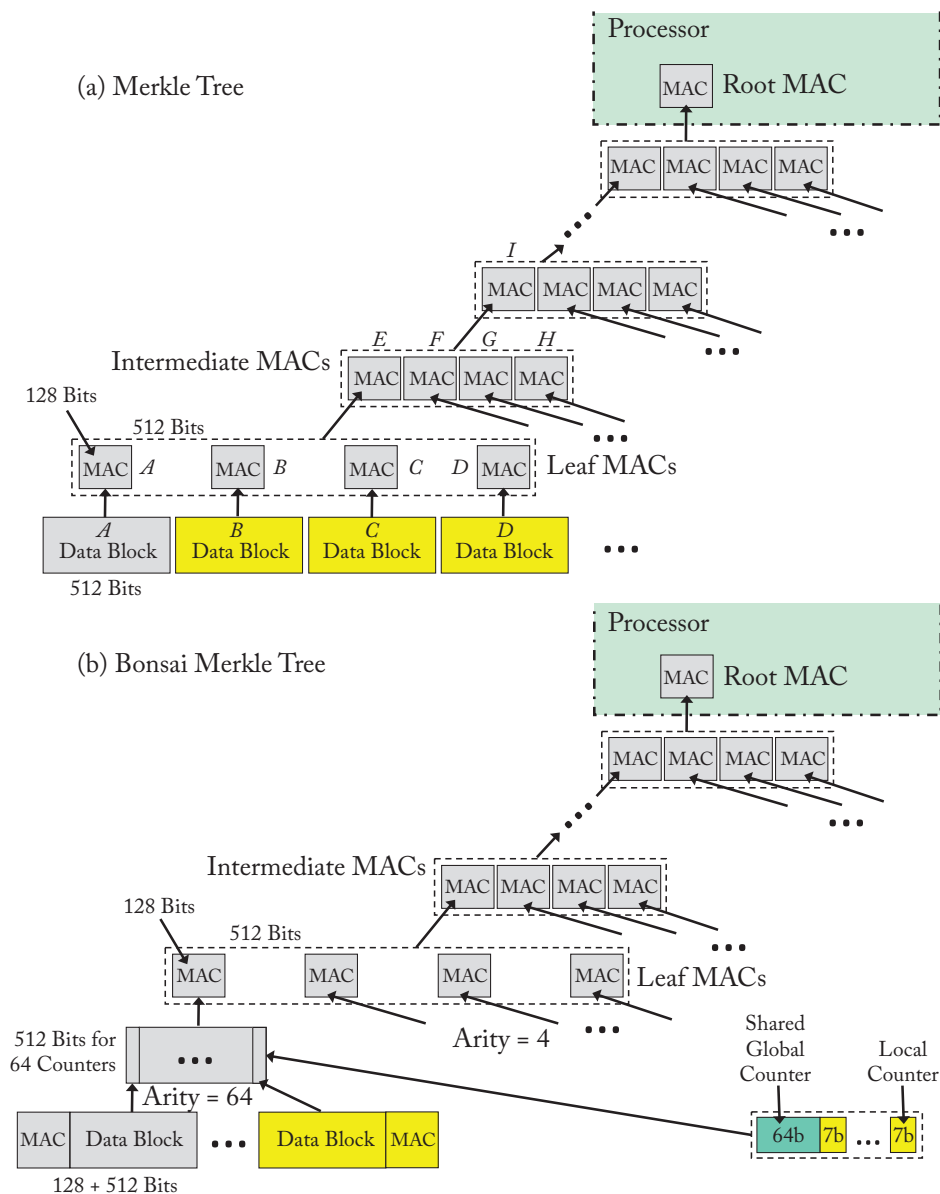 Processor
(a) Merkle Tree
MAC Root MAC
MAC MAC MAC MAC
...
I
MAC MAC MAC MAC
...
E F G H
Intermediate MACs
MAC MAC MAC MAC
128 Bits
...
512 Bits
MAC A MAC B MAC C D MAC Leaf MACs
A B C D
Data Block Data Block Data Block Data Block ...
512 Bits
Processor
(b) Bonsai Merkle Tree
MAC Root MAC
MAC MAC MAC MAC
...
Intermediate MACs
MAC MAC MAC MAC
128 Bits
512 Bits
...
MAC MAC MAC MAC Leaf MACs
...
Arity = 4
512 Bits for
64 Counters
...
Shared
Global
Counter
Local
Counter
Arity = 64
MAC Data Block ... Data Block MAC
64b 7b ... 7b
128 + 512 Bits